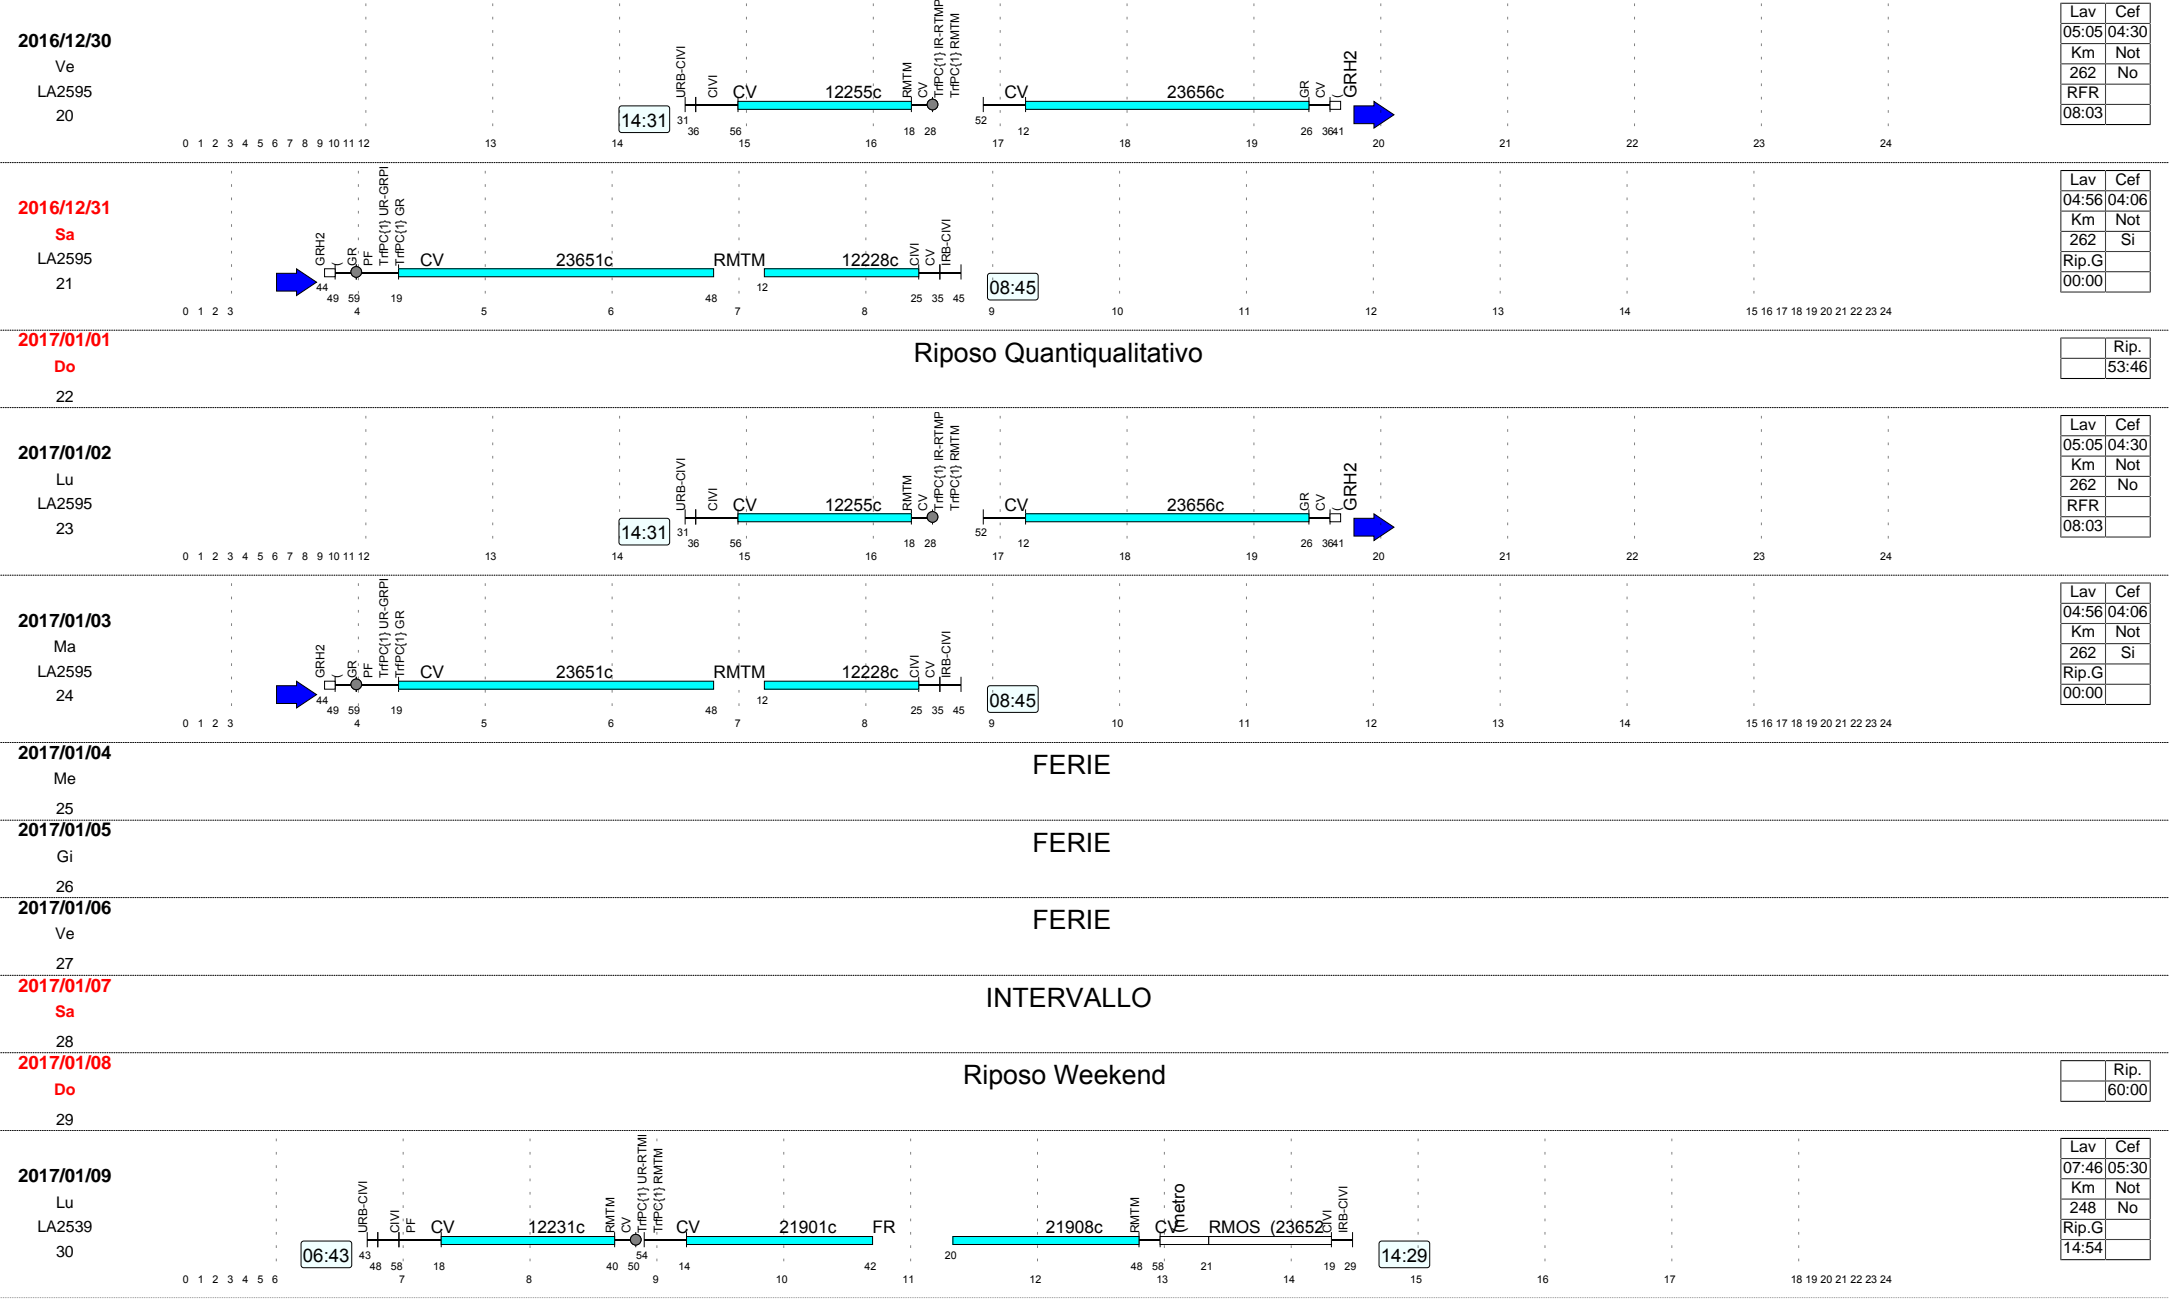 2016/12/30
Ve
LA2595
20
14:31
URB-CIVI
CIVI
CV
12255c
RMTM
CV
TrfPC{1} IR-RTMP
TrfPC{1} RMTM
CV
23656c
GR
CV
(
GRH2
31 36 56 18 28 52 12 26 36 41
0 1 2 3 4 5 6 7 8 9 10 11 12 13 14 15 16 17 18 19 20 21 22 23 24
Lav Cef
05:05 04:30
Km Not
262 No
RFR
08:03
2016/12/31
Sa
LA2595
21
GRH2
(
GR
PF
TrfPC{1} UR-GRPI
TrfPC{1} GR
CV
23651c
RMTM
12228c
CIVI
CV
IRB-CIVI
08:45
44 49 59 19 48 12 25 35 45
0 1 2 3 4 5 6 7 8 9 10 11 12 13 14 15 16 17 18 19 20 21 22 23 24
Lav Cef
04:56 04:06
Km Not
262 Si
Rip.G
00:00
2017/01/01
Do
22
Riposo Quantiqualitativo
Rip.
53:46
2017/01/02
Lu
LA2595
23
14:31
URB-CIVI
CIVI
CV
12255c
RMTM
CV
TrfPC{1} IR-RTMP
TrfPC{1} RMTM
CV
23656c
GR
CV
(
GRH2
31 36 56 18 28 52 12 26 36 41
0 1 2 3 4 5 6 7 8 9 10 11 12 13 14 15 16 17 18 19 20 21 22 23 24
Lav Cef
05:05 04:30
Km Not
262 No
RFR
08:03
2017/01/03
Ma
LA2595
24
GRH2
(
GR
PF
TrfPC{1} UR-GRPI
TrfPC{1} GR
CV
23651c
RMTM
12228c
CIVI
CV
IRB-CIVI
08:45
44 49 59 19 48 12 25 35 45
0 1 2 3 4 5 6 7 8 9 10 11 12 13 14 15 16 17 18 19 20 21 22 23 24
Lav Cef
04:56 04:06
Km Not
262 Si
Rip.G
00:00
2017/01/04
Me
25
FERIE
2017/01/05
Gi
26
FERIE
2017/01/06
Ve
27
FERIE
2017/01/07
Sa
28
INTERVALLO
2017/01/08
Do
29
Riposo Weekend
Rip.
60:00
2017/01/09
Lu
LA2539
30
06:43
URB-CIVI
CIVI
PF
CV
12231c
RMTM
CV
TrfPC{1} UR-RTMI
TrfPC{1} RMTM
CV
21901c
FR
21908c
RMTM
CV
(metro
RMOS (23652
CIVI
IRB-CIVI
14:29
43 48 58 18 40 50 54 14 42 20 48 58 21 19 29
0 1 2 3 4 5 6 7 8 9 10 11 12 13 14 15 16 17 18 19 20 21 22 23 24
Lav Cef
07:46 05:30
Km Not
248 No
Rip.G
14:54